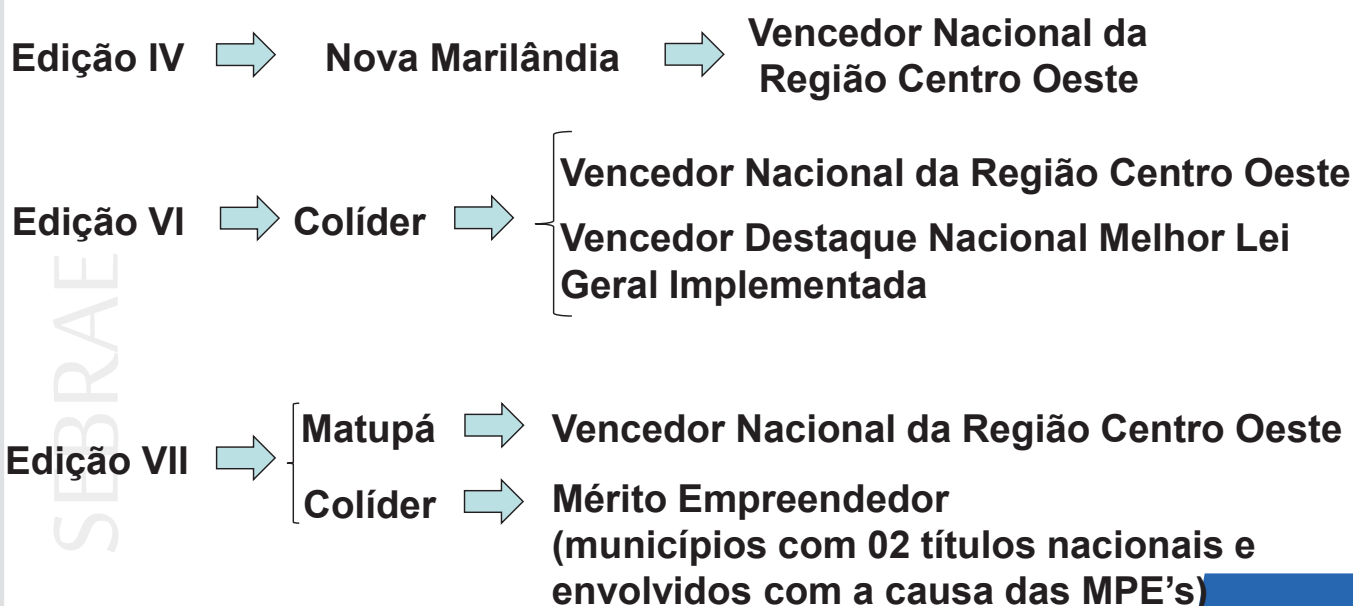 Edição IV
Nova Marilândia
Vencedor Nacional da
Região Centro Oeste
Edição VI
Colíder
Vencedor Nacional da Região Centro Oeste
Vencedor Destaque Nacional Melhor Lei
Geral Implementada
Edição VII
Matupá
Vencedor Nacional da Região Centro Oeste
Colíder
Mérito Empreendedor
(municípios com 02 títulos nacionais e
envolvidos com a causa das MPE's)
SEBRAE